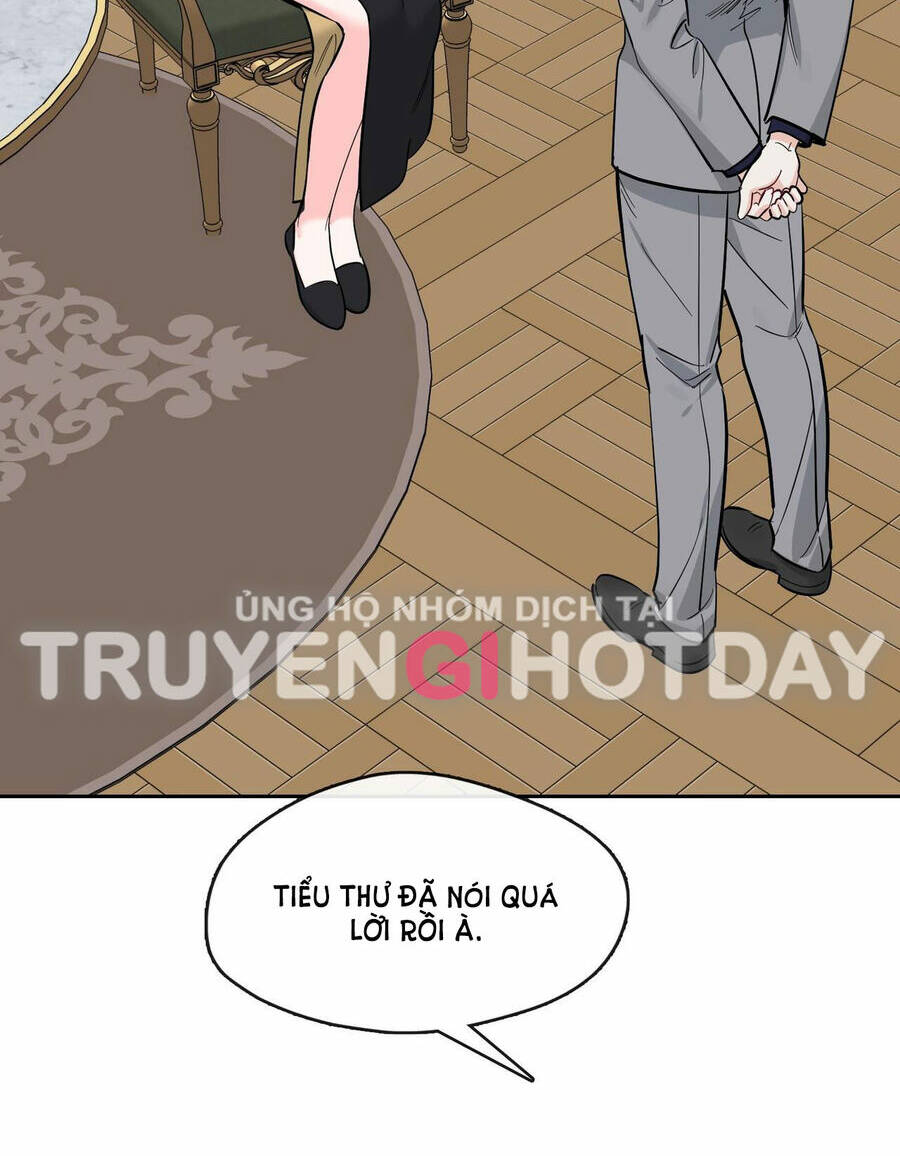 ỦNG HỘ NHÓM DỊCH TẠI
TRUYENGIHOTDAY
TIỂU THƯ ĐÃ NÓI QUÁ
LỜI RỒI À.